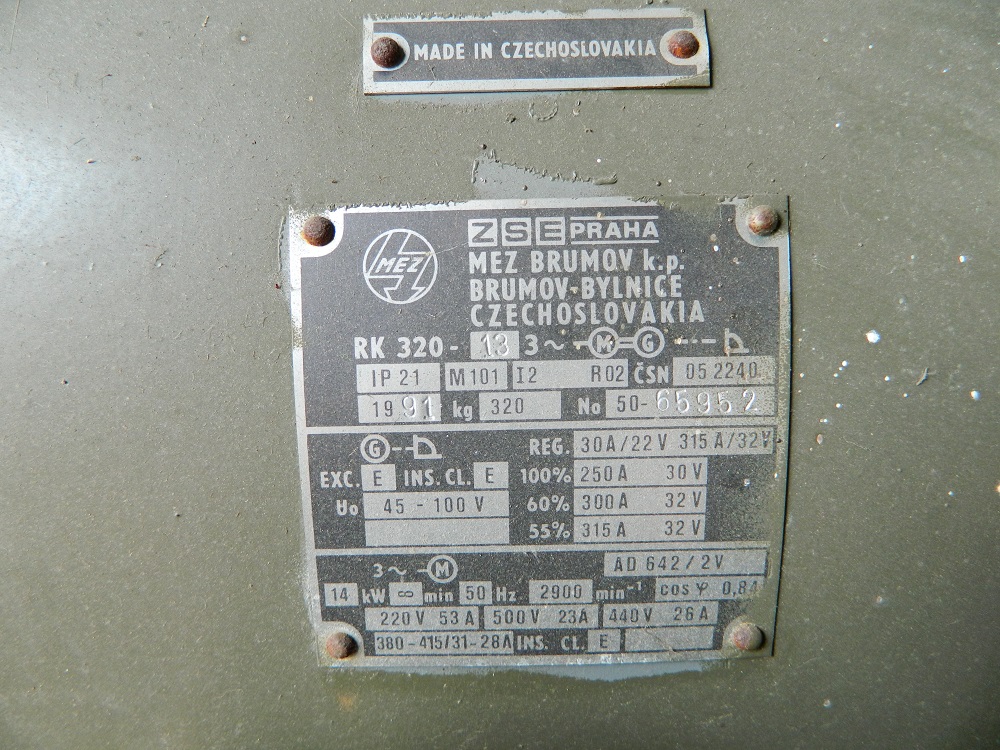 MADE IN CZECHOSLOVAKIA
ZSE PRAHA
MEZ
MEZ BRUMOV k.p.
BRUMOV-BYLNICE
CZECHOSLOVAKIA
RK 320 - 13 3~ M=G
IP 21 M101 I2 R02 ČSN 05 2240
1991 kg 320 No 50-65952
G REG. 30A/22V 315A/32V
EXC. E INS. CL. E 100% 250A 30V
U₀ 45 - 100 V 60% 300A 32V
55% 315A 32V
3~ M AD 642/2V
14 kW ∞ min 50 Hz 2900 min⁻¹ cos φ 0,84
220V 53A 500V 23A 440V 26A
380-415/31-28A INS. CL. E